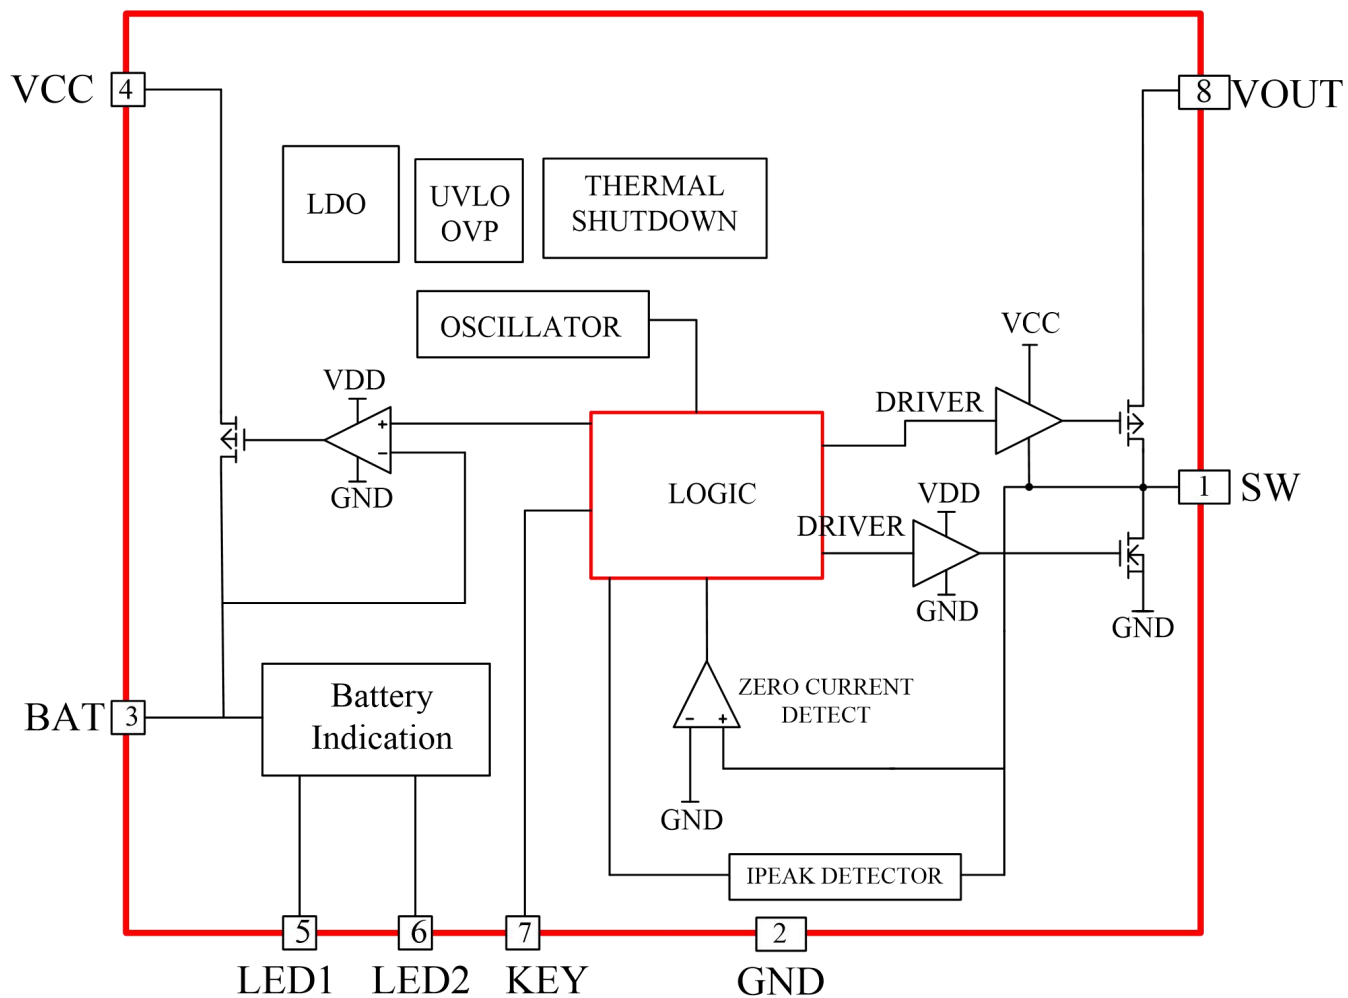 VCC
4
8
VOUT
LDO
UVLO
OVP
THERMAL
SHUTDOWN
OSCILLATOR
VCC
VDD
+
-
GND
DRIVER
LOGIC
VDD
DRIVER
GND
1
SW
GND
BAT
3
Battery
Indication
ZERO CURRENT
DETECT
- +
GND
IPEAK DETECTOR
5
6
7
2
LED1
LED2
KEY
GND